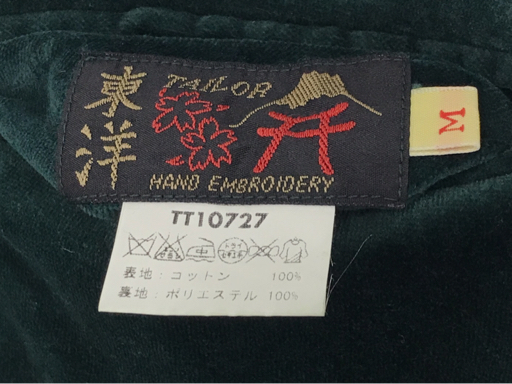 東洋
TAILOR
HAND EMBROIDERY
M
TT10727
表地：コットン 100%
裏地：ポリエステル 100%